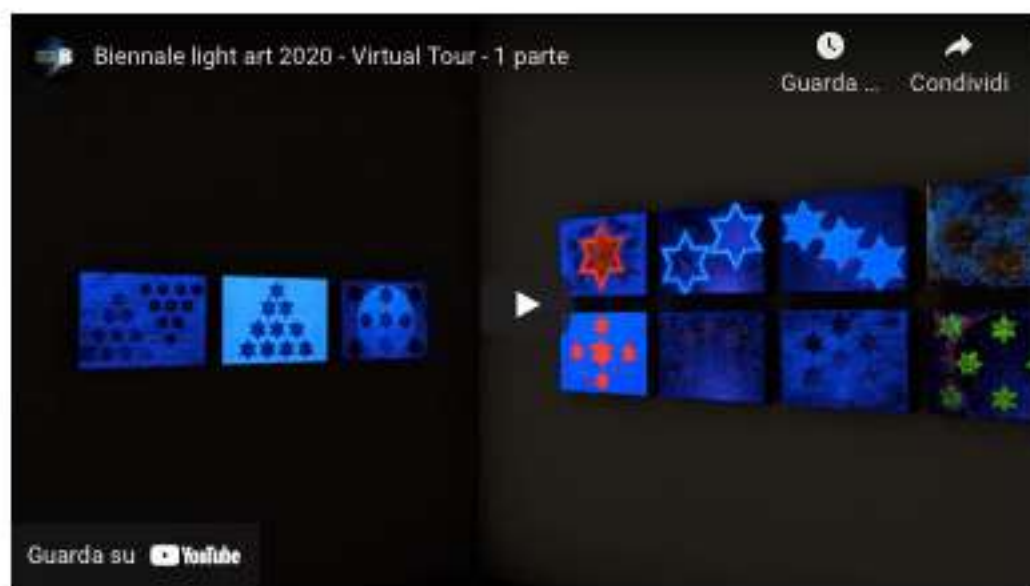 Biennale light art 2020 - Virtual Tour - 1 parte
Guarda ... Condividi
Guarda su YouTube